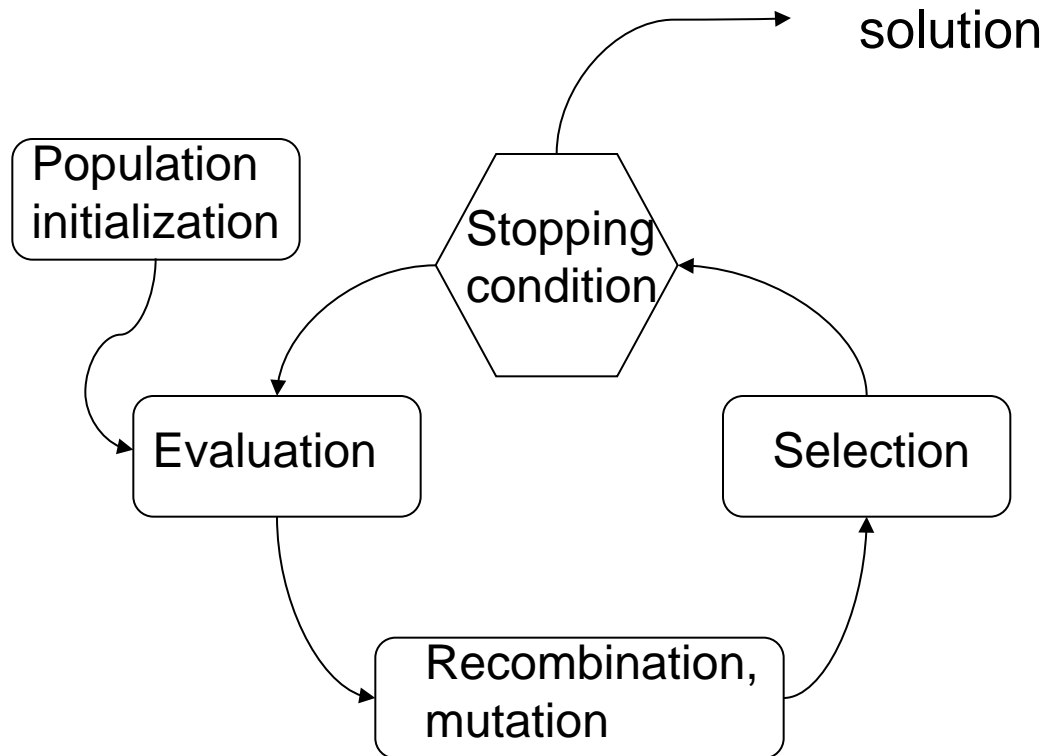 solution
Population
initialization
Stopping
condition
Evaluation
Selection
Recombination,
mutation